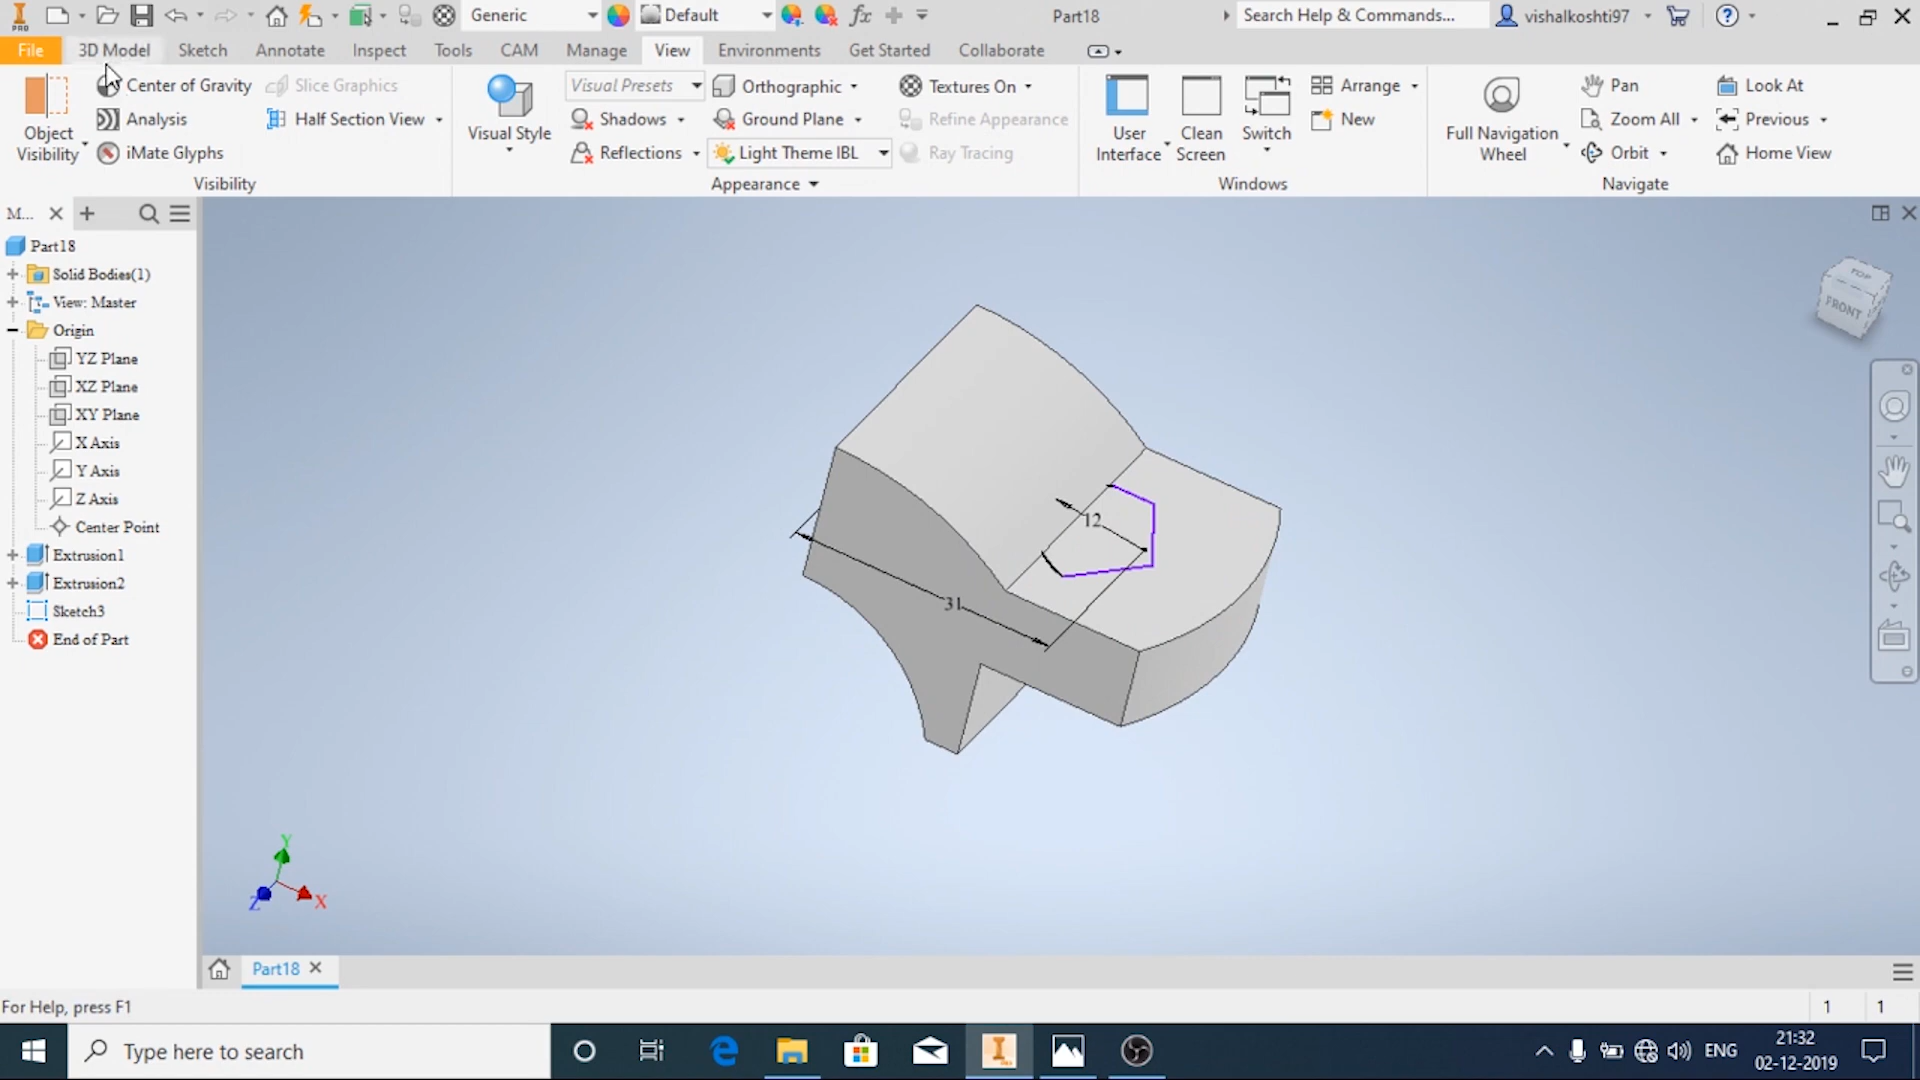 PRO
Generic
Default
fx
Part18
Search Help & Commands...
vishalkoshti97
?
File
3D Model
Sketch
Annotate
Inspect
Tools
CAM
Manage
View
Environments
Get Started
Collaborate
Object
Visibility
Center of Gravity
Analysis
iMate Glyphs
Slice Graphics
Half Section View
Visibility
Visual Style
Visual Presets
Shadows
Reflections
Orthographic
Ground Plane
Light Theme IBL
Textures On
Refine Appearance
Ray Tracing
Appearance
User
Interface
Clean
Screen
Switch
Arrange
New
Windows
Full Navigation
Wheel
Pan
Zoom All
Orbit
Look At
Previous
Home View
Navigate
M...
Part18
Solid Bodies(1)
View: Master
Origin
YZ Plane
XZ Plane
XY Plane
X Axis
Y Axis
Z Axis
Center Point
Extrusion1
Extrusion2
Sketch3
End of Part
TOP
FRONT
12
31
Y
Z
X
Part18
For Help, press F1
1
1
Type here to search
ENG
21:32
02-12-2019